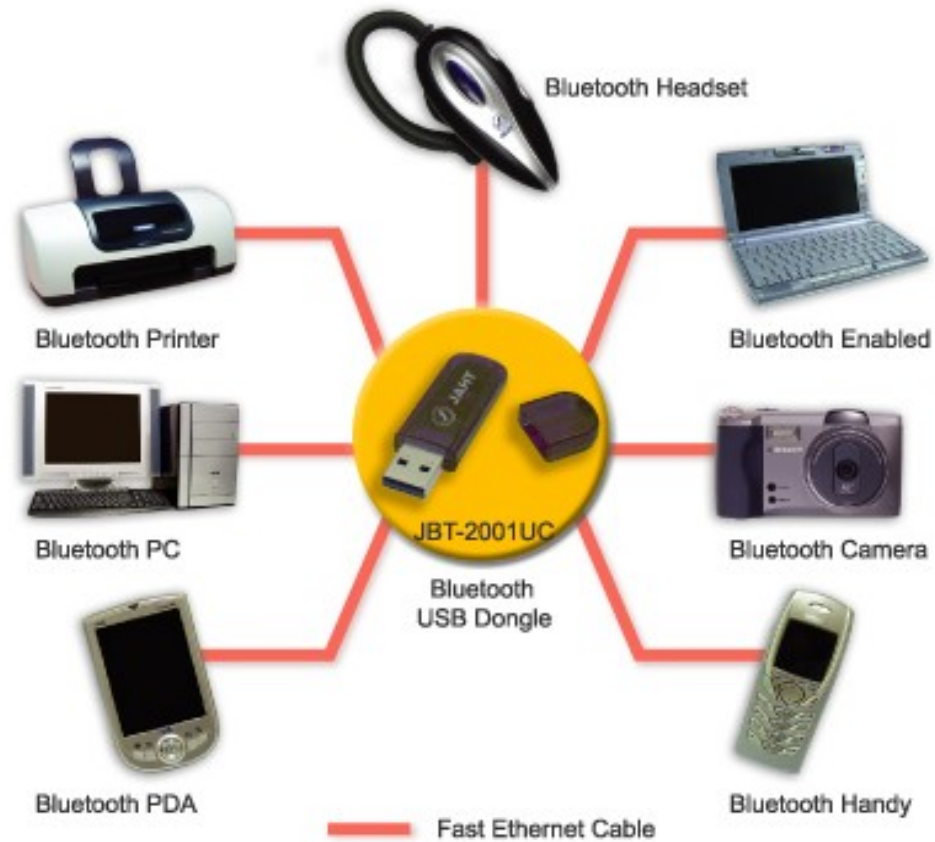 Bluetooth Headset
Bluetooth Printer
Bluetooth Enabled
JAHT
Bluetooth PC
JBT-2001UC
Bluetooth Camera
Bluetooth
USB Dongle
Bluetooth PDA
Bluetooth Handy
Fast Ethernet Cable